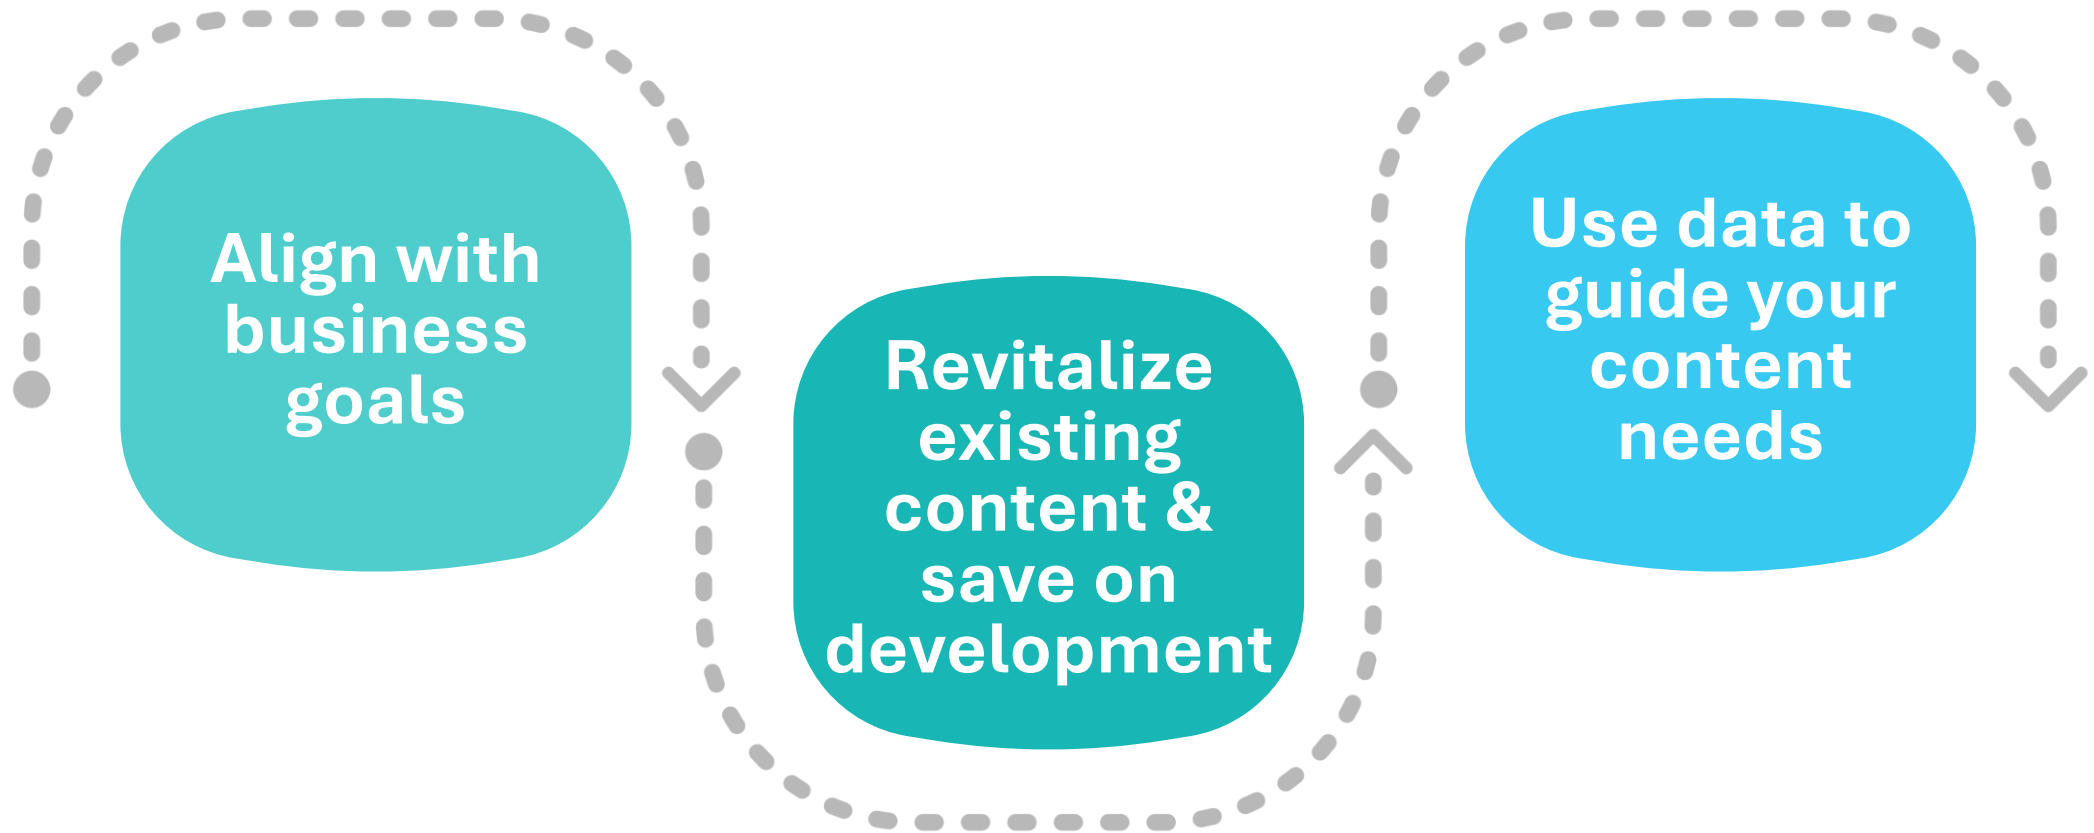 Align with
business
goals
Revitalize
existing
content &
save on
development
Use data to
guide your
content
needs